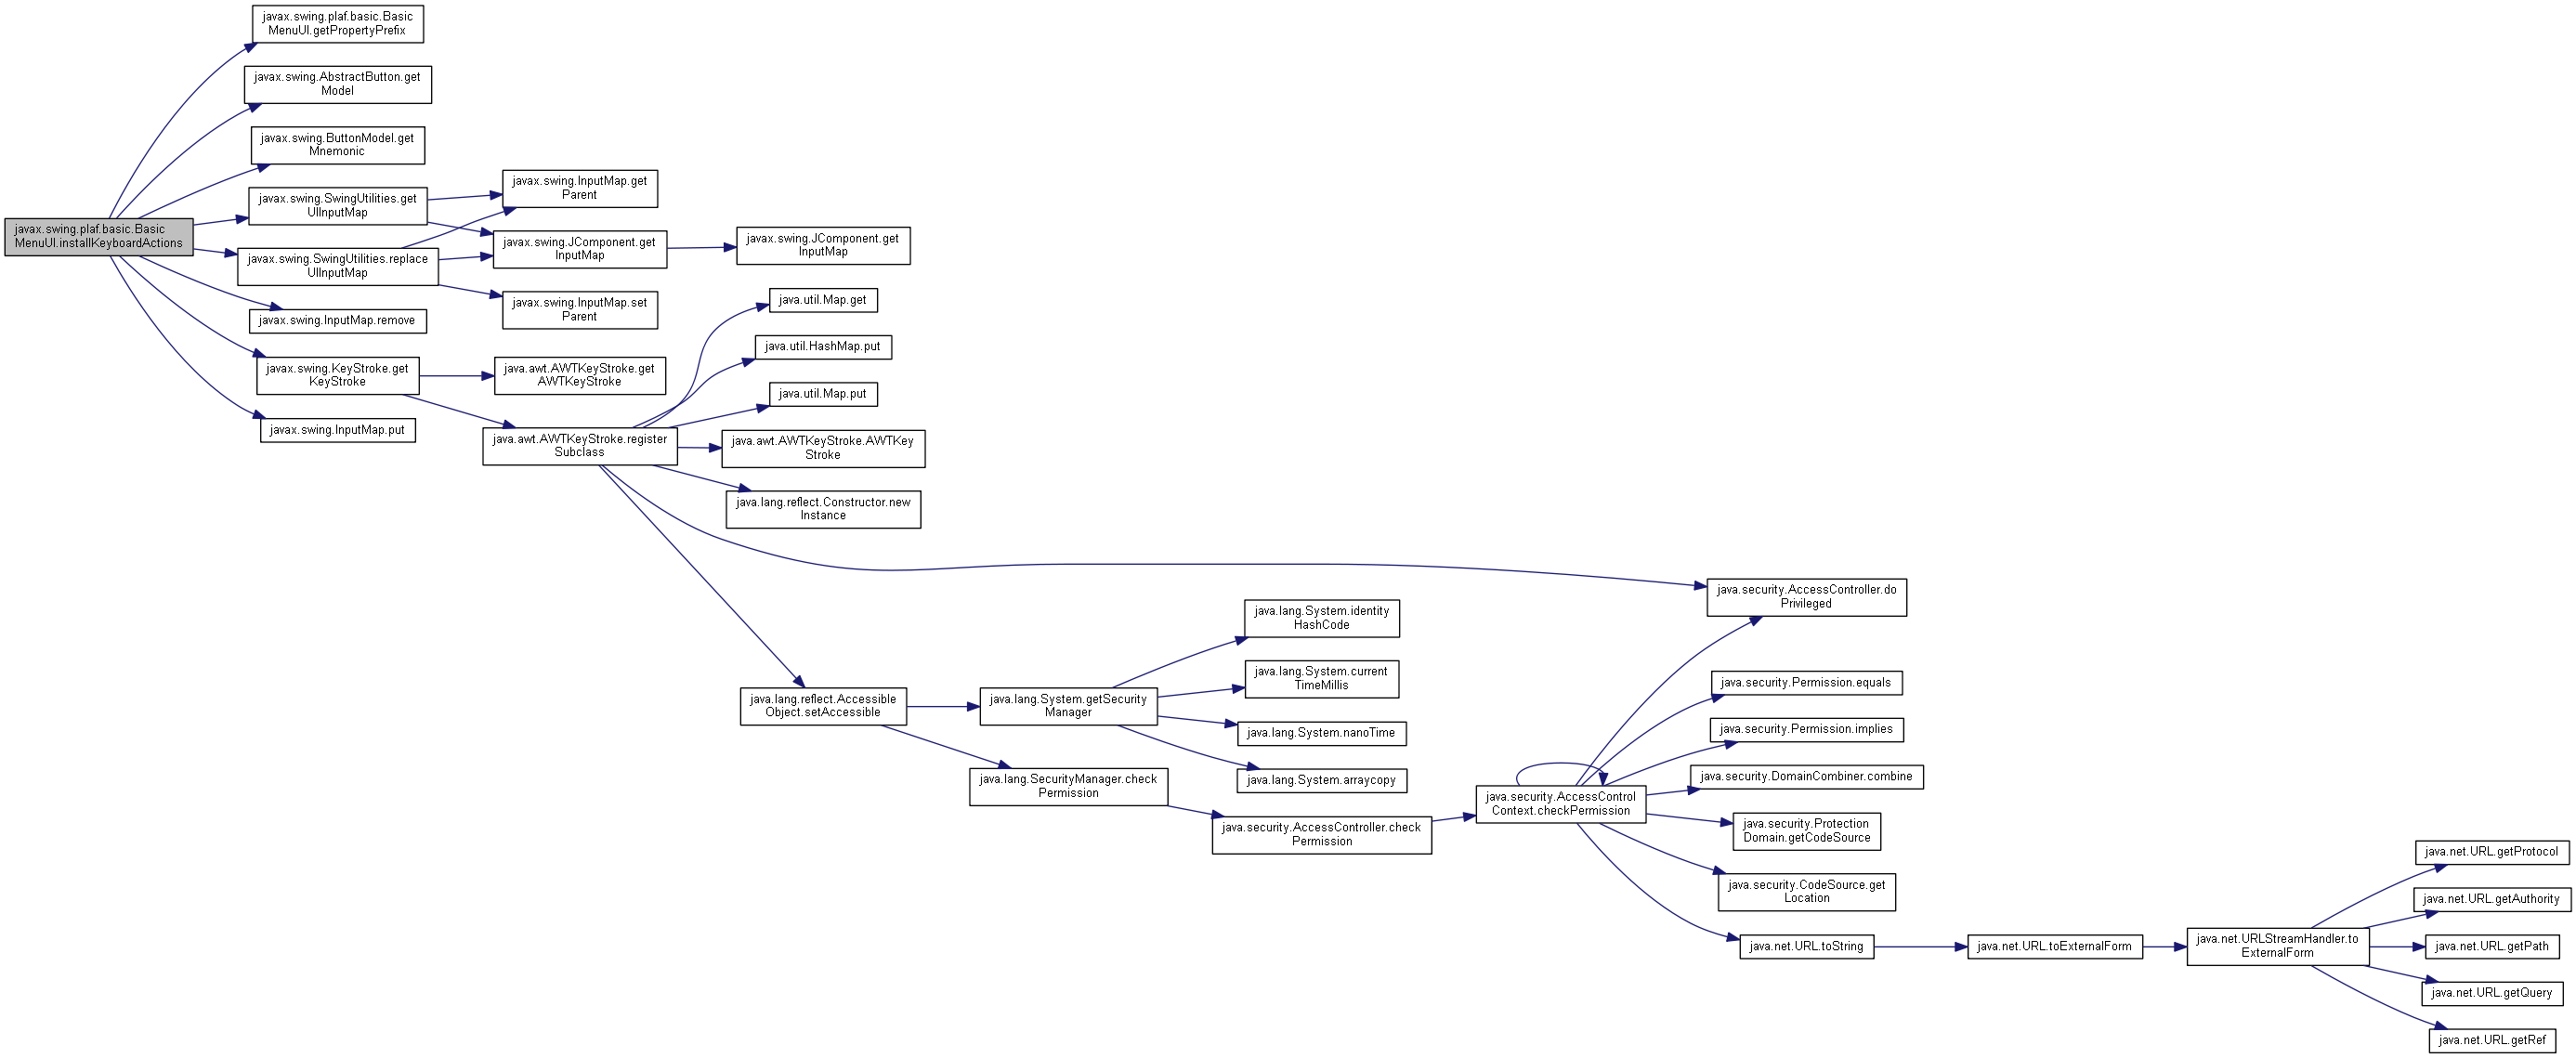 javax.swing.plaf.basic.Basic
MenuUI.installKeyboardActions
javax.swing.plaf.basic.Basic
MenuUI.getPropertyPrefix
javax.swing.AbstractButton.get
Model
javax.swing.ButtonModel.get
Mnemonic
javax.swing.SwingUtilities.get
UIInputMap
javax.swing.SwingUtilities.replace
UIInputMap
javax.swing.InputMap.remove
javax.swing.KeyStroke.get
KeyStroke
javax.swing.InputMap.put
javax.swing.InputMap.get
Parent
javax.swing.JComponent.get
InputMap
javax.swing.InputMap.set
Parent
java.awt.AWTKeyStroke.get
AWTKeyStroke
java.awt.AWTKeyStroke.register
Subclass
javax.swing.JComponent.get
InputMap
java.util.Map.get
java.util.HashMap.put
java.util.Map.put
java.awt.AWTKeyStroke.AWTKey
Stroke
java.lang.reflect.Constructor.new
Instance
java.lang.reflect.Accessible
Object.setAccessible
java.lang.System.getSecurity
Manager
java.lang.SecurityManager.check
Permission
java.lang.System.identity
HashCode
java.lang.System.current
TimeMillis
java.lang.System.nanoTime
java.lang.System.arraycopy
java.security.AccessController.check
Permission
java.security.AccessControl
Context.checkPermission
java.security.AccessController.do
Privileged
java.security.Permission.equals
java.security.Permission.implies
java.security.DomainCombiner.combine
java.security.Protection
Domain.getCodeSource
java.security.CodeSource.get
Location
java.net.URL.toString
java.net.URL.toExternalForm
java.net.URLStreamHandler.to
ExternalForm
java.net.URL.getProtocol
java.net.URL.getAuthority
java.net.URL.getPath
java.net.URL.getQuery
java.net.URL.getRef